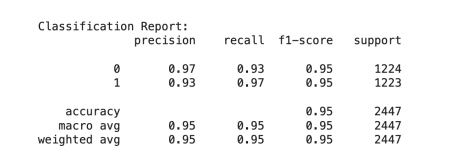 Classification Report:
precision recall f1-score support
0 0.97 0.93 0.95 1224
1 0.93 0.97 0.95 1223
accuracy 0.95 2447
macro avg 0.95 0.95 0.95 2447
weighted avg 0.95 0.95 0.95 2447